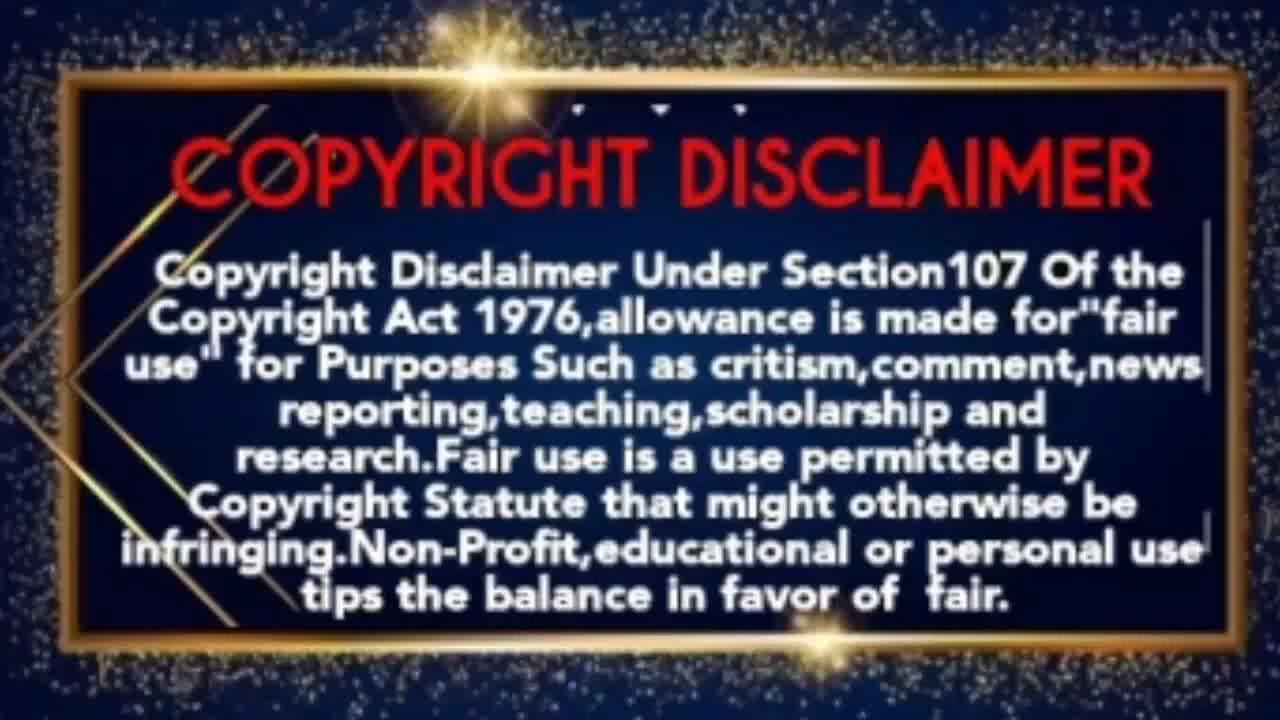 COPYRIGHT DISCLAIMER
Copyright Disclaimer Under Section107 Of the
Copyright Act 1976,allowance is made for"fair
use" for Purposes Such as critism,comment,news
reporting,teaching,scholarship and
research.Fair use is a use permitted by
Copyright Statute that might otherwise be
infringing.Non-Profit,educational or personal use
tips the balance in favor of fair.